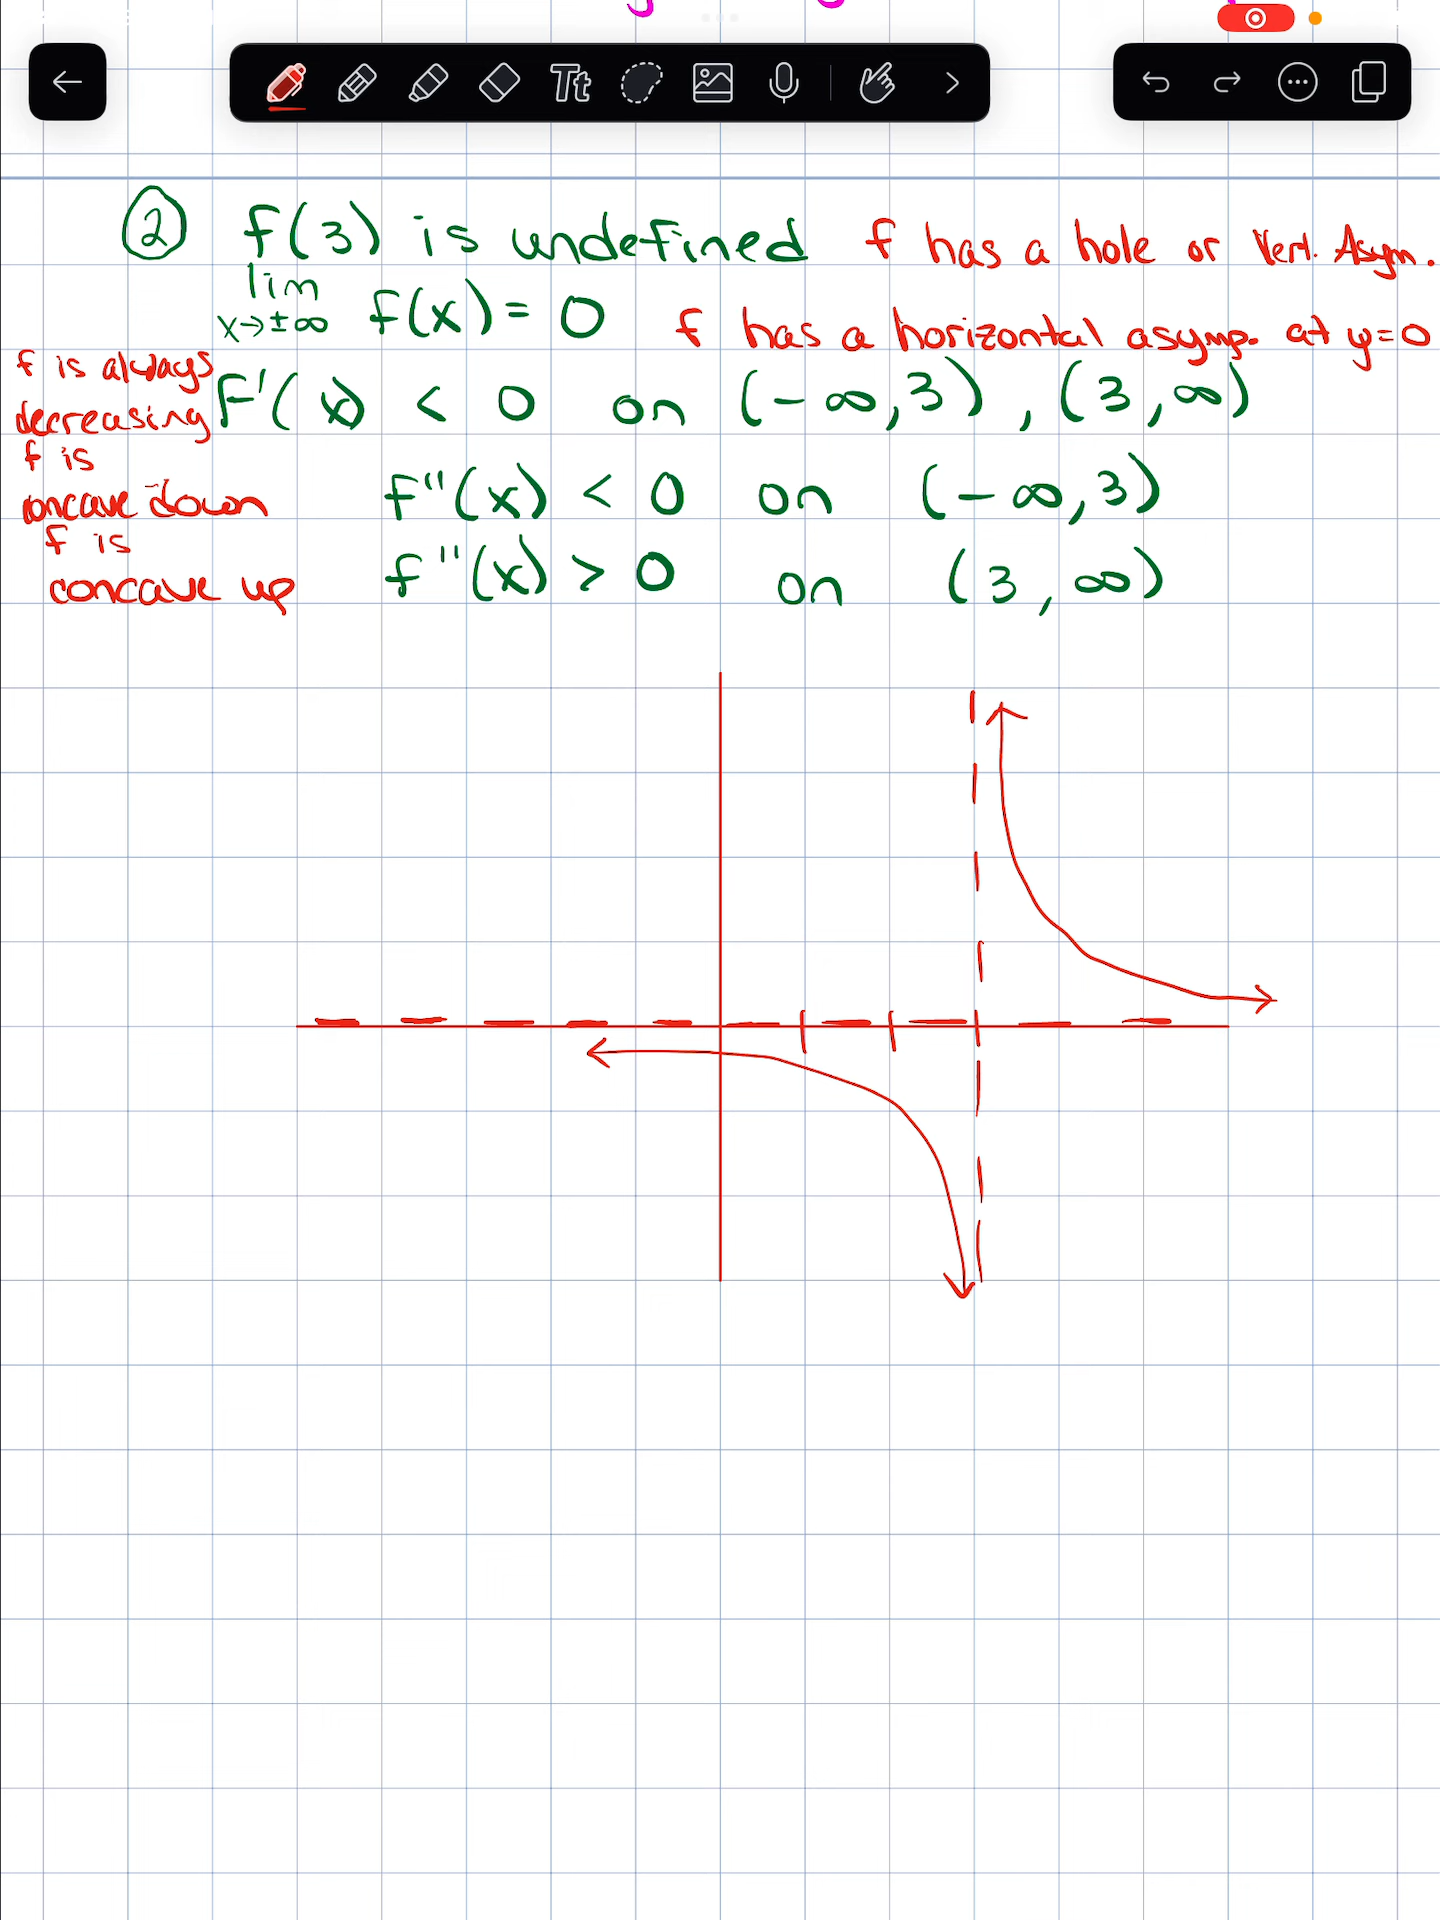 ② f(3) is undefined f has a hole or Vert. Asym.
lim x→±∞ f(x) = 0 f has a horizontal asymp. at y=0
f is always decreasing f'(x) < 0 on (-∞,3), (3,∞)
f is concave down f''(x) < 0 on (-∞,3)
f is concave up f''(x) > 0 on (3,∞)